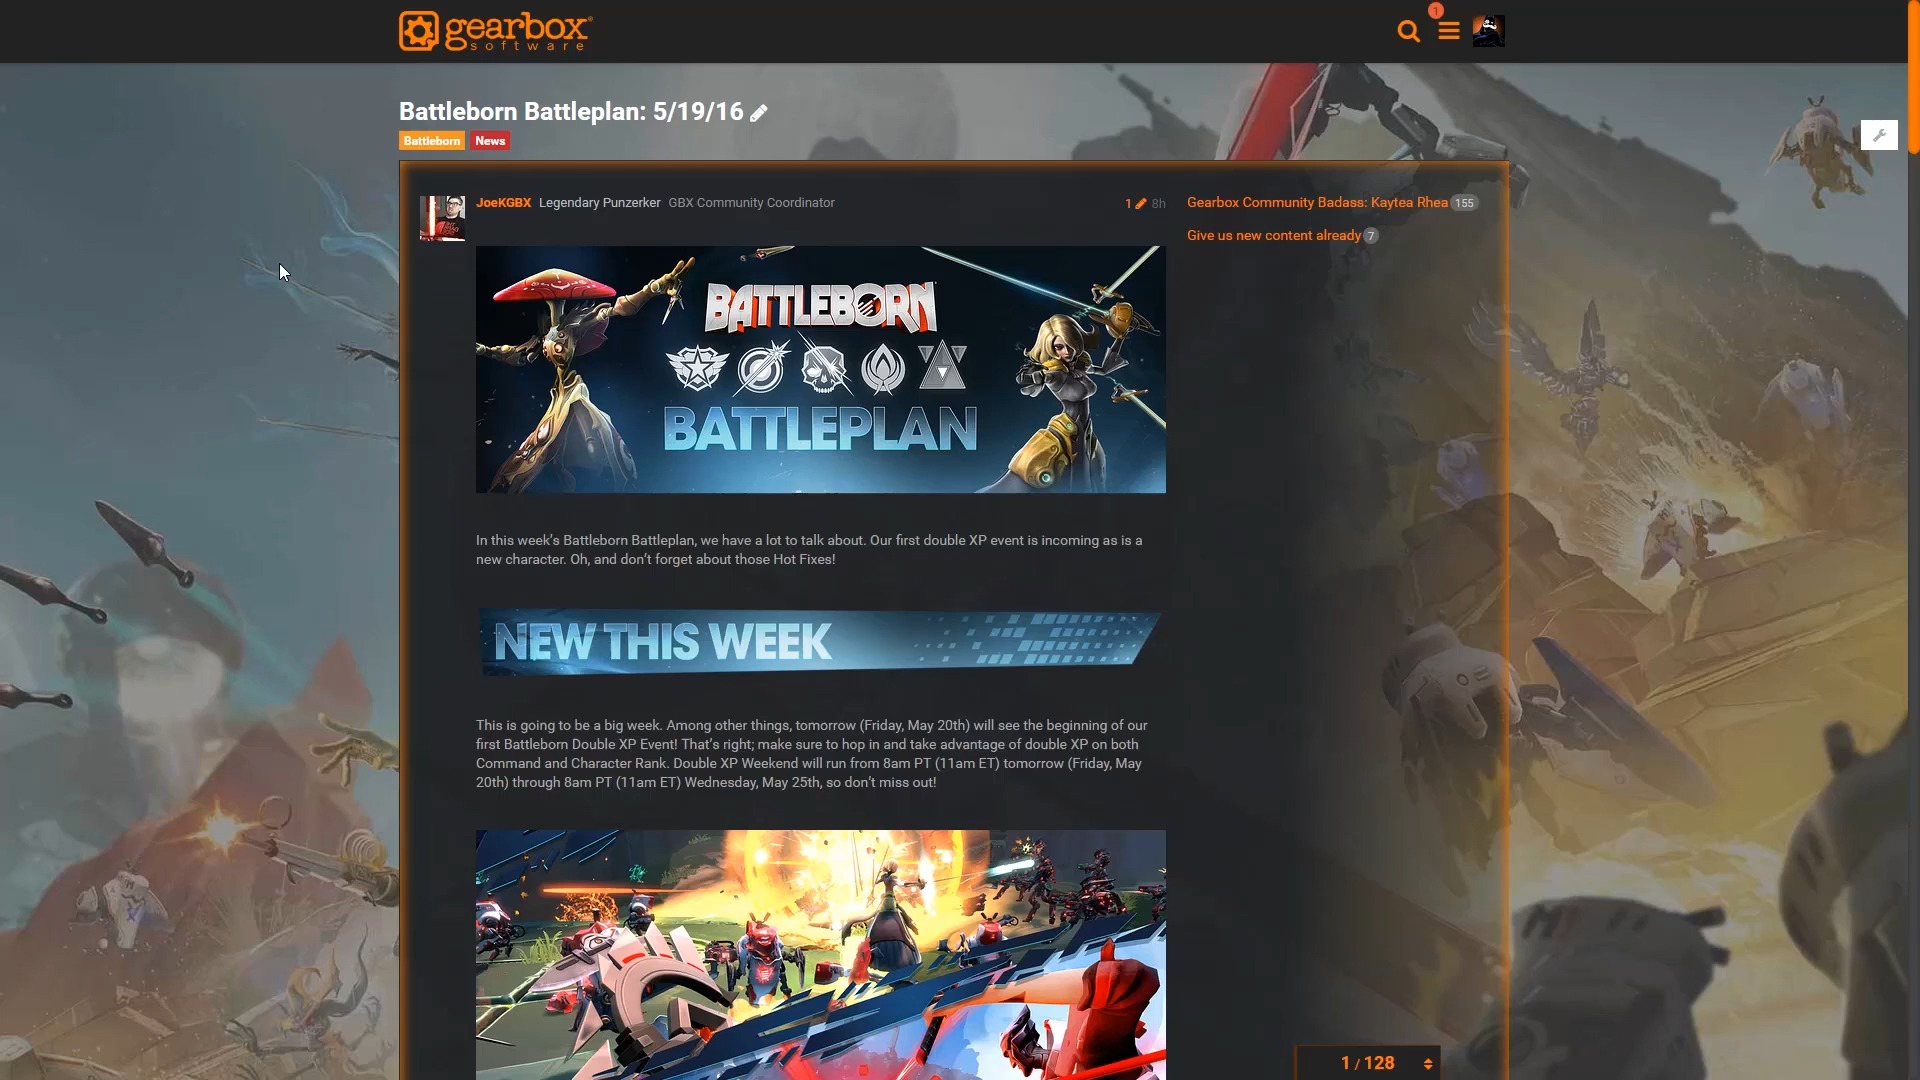 gearbox
software
1
Battleborn Battleplan: 5/19/16
Battleborn News
JoeKGBX Legendary Punzerker GBX Community Coordinator 1 8h
Gearbox Community Badass: Kaytea Rhea 155
Give us new content already 7
BATTLEBORN
BATTLEPLAN
In this week's Battleborn Battleplan, we have a lot to talk about. Our first double XP event is incoming as is a
new character. Oh, and don't forget about those Hot Fixes!
NEW THIS WEEK
This is going to be a big week. Among other things, tomorrow (Friday, May 20th) will see the beginning of our
first Battleborn Double XP Event! That's right; make sure to hop in and take advantage of double XP on both
Command and Character Rank. Double XP Weekend will run from 8am PT (11am ET) tomorrow (Friday, May
20th) through 8am PT (11am ET) Wednesday, May 25th, so don't miss out!
1 / 128